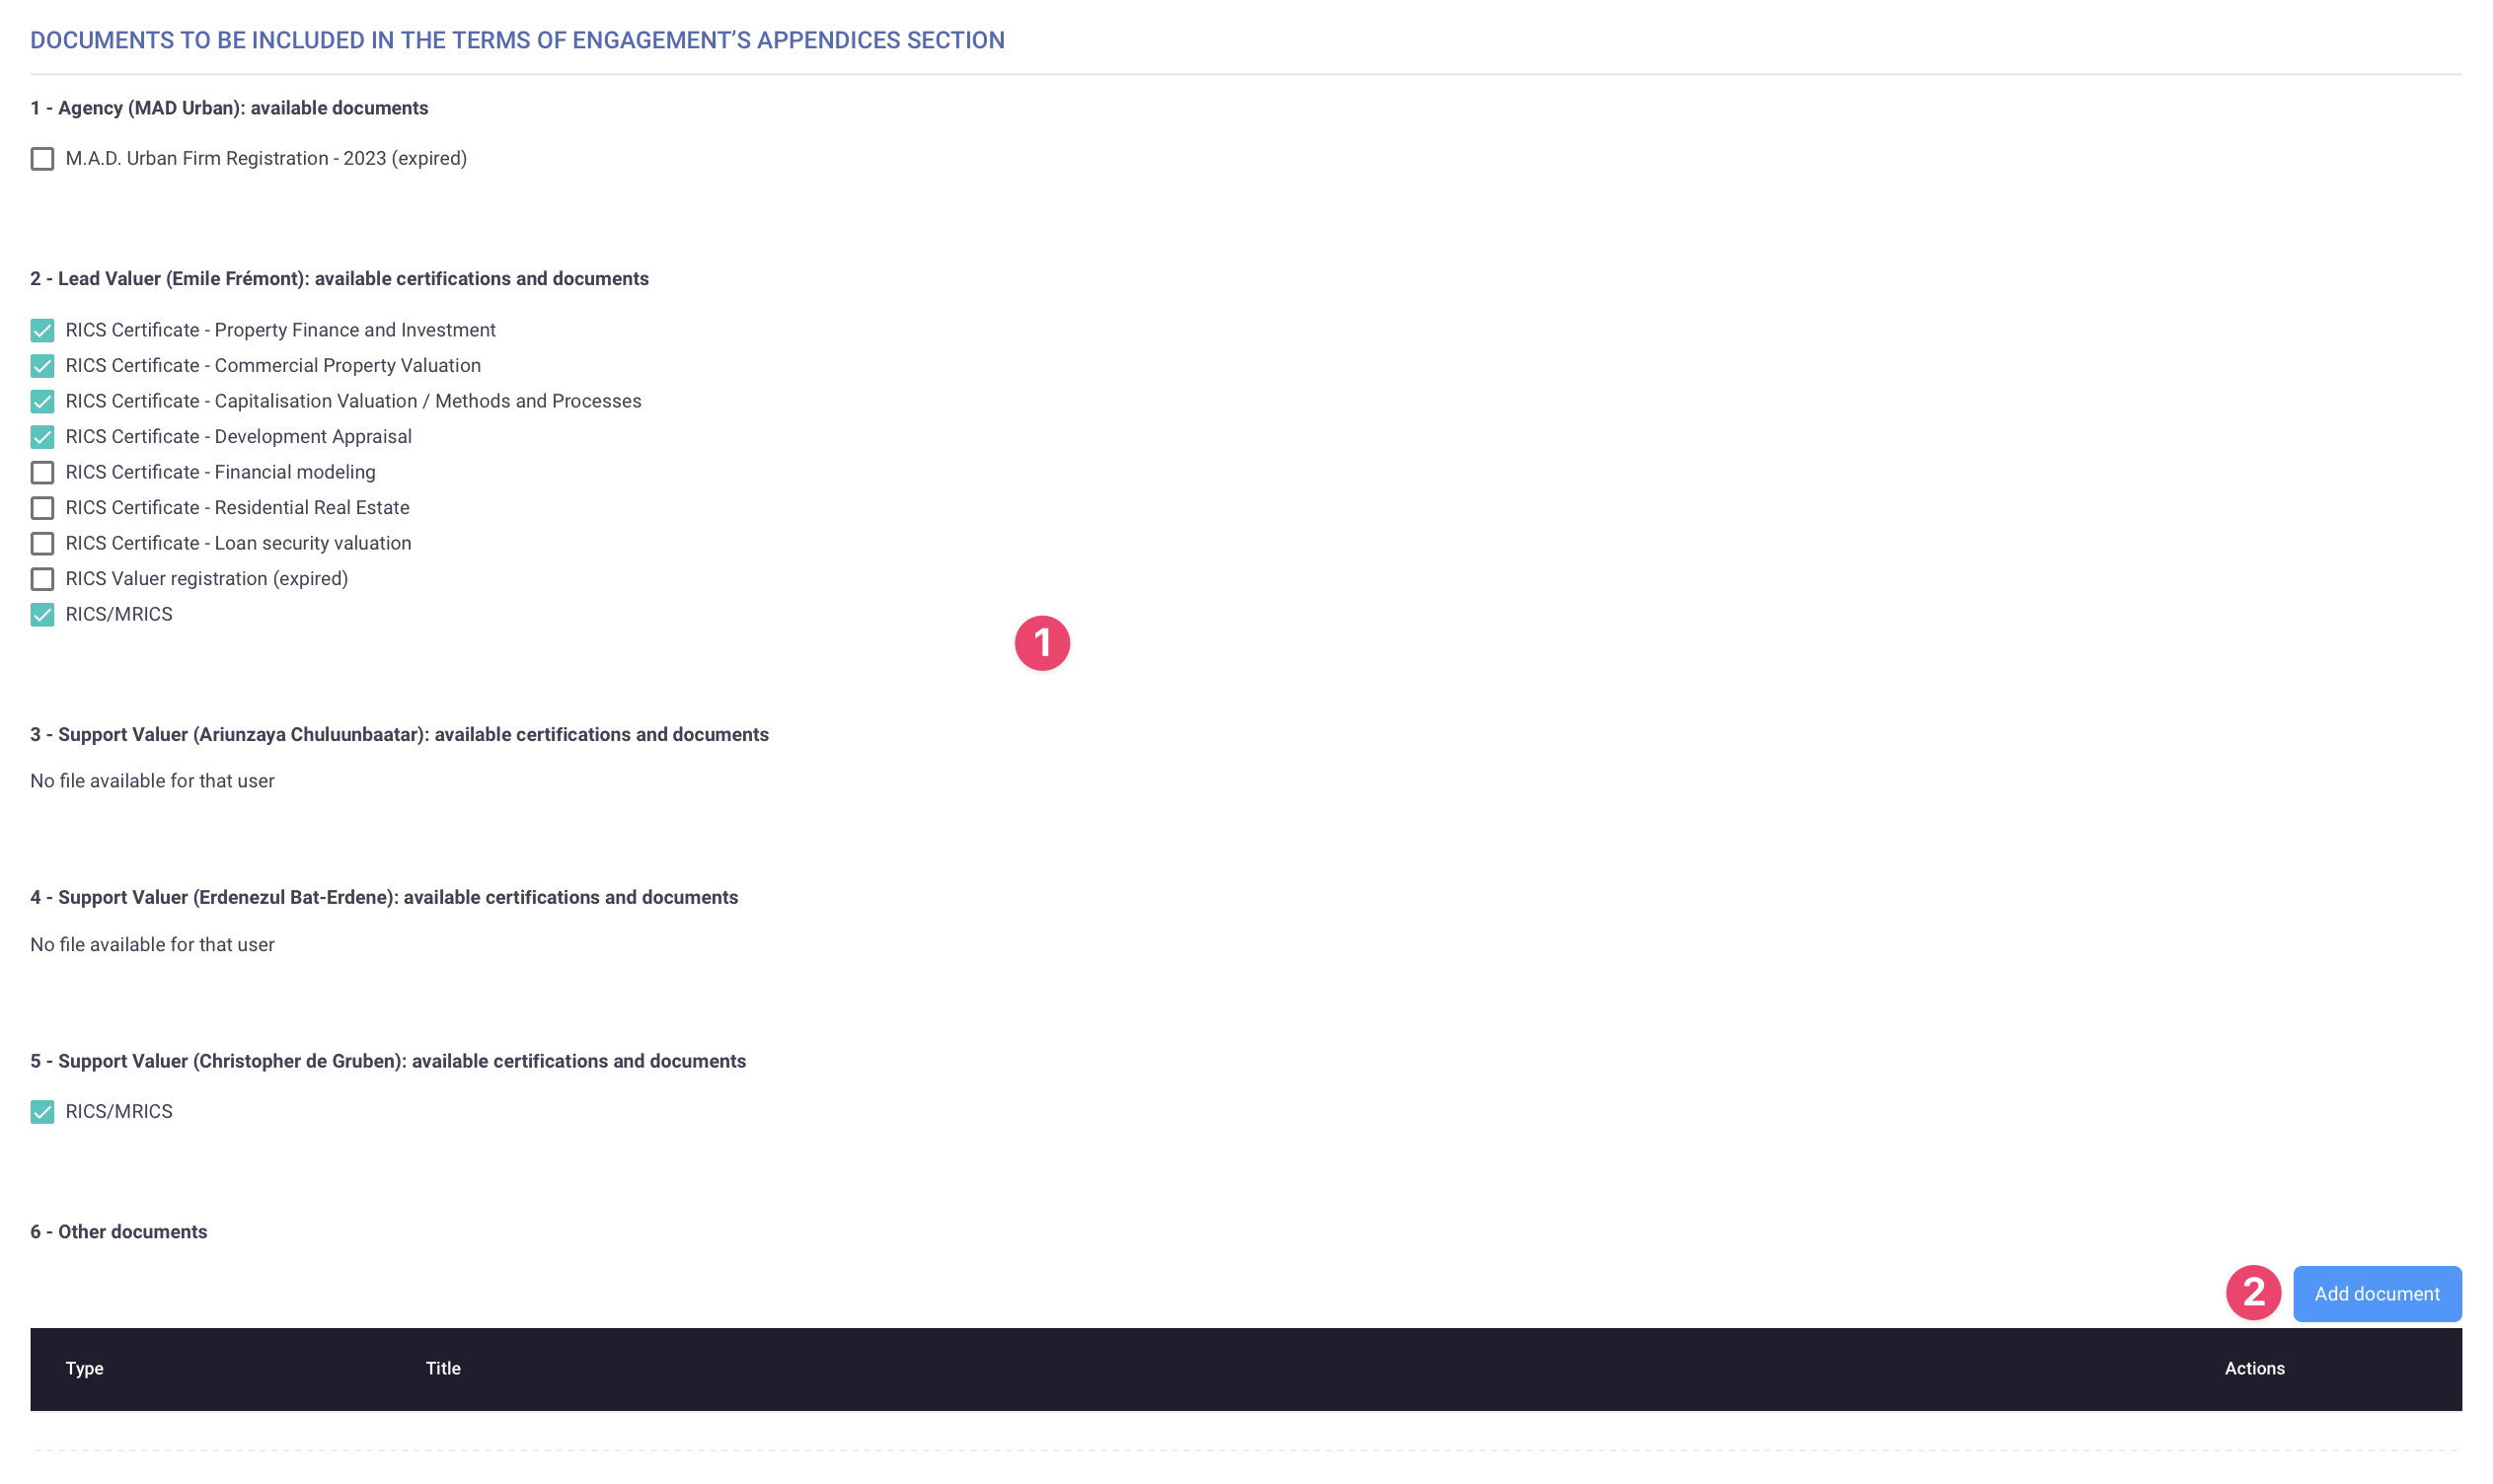 DOCUMENTS TO BE INCLUDED IN THE TERMS OF ENGAGEMENT’S APPENDICES SECTION
1 - Agency (MAD Urban): available documents
M.A.D. Urban Firm Registration - 2023 (expired)
2 - Lead Valuer (Emile Frémont): available certifications and documents
RICS Certificate - Property Finance and Investment
RICS Certificate - Commercial Property Valuation
RICS Certificate - Capitalisation Valuation / Methods and Processes
RICS Certificate - Development Appraisal
RICS Certificate - Financial modeling
RICS Certificate - Residential Real Estate
RICS Certificate - Loan security valuation
RICS Valuer registration (expired)
RICS/MRICS
1
3 - Support Valuer (Ariunzaya Chuluunbaatar): available certifications and documents
No file available for that user
4 - Support Valuer (Erdenezul Bat-Erdene): available certifications and documents
No file available for that user
5 - Support Valuer (Christopher de Gruben): available certifications and documents
RICS/MRICS
6 - Other documents
2 Add document
Type Title Actions